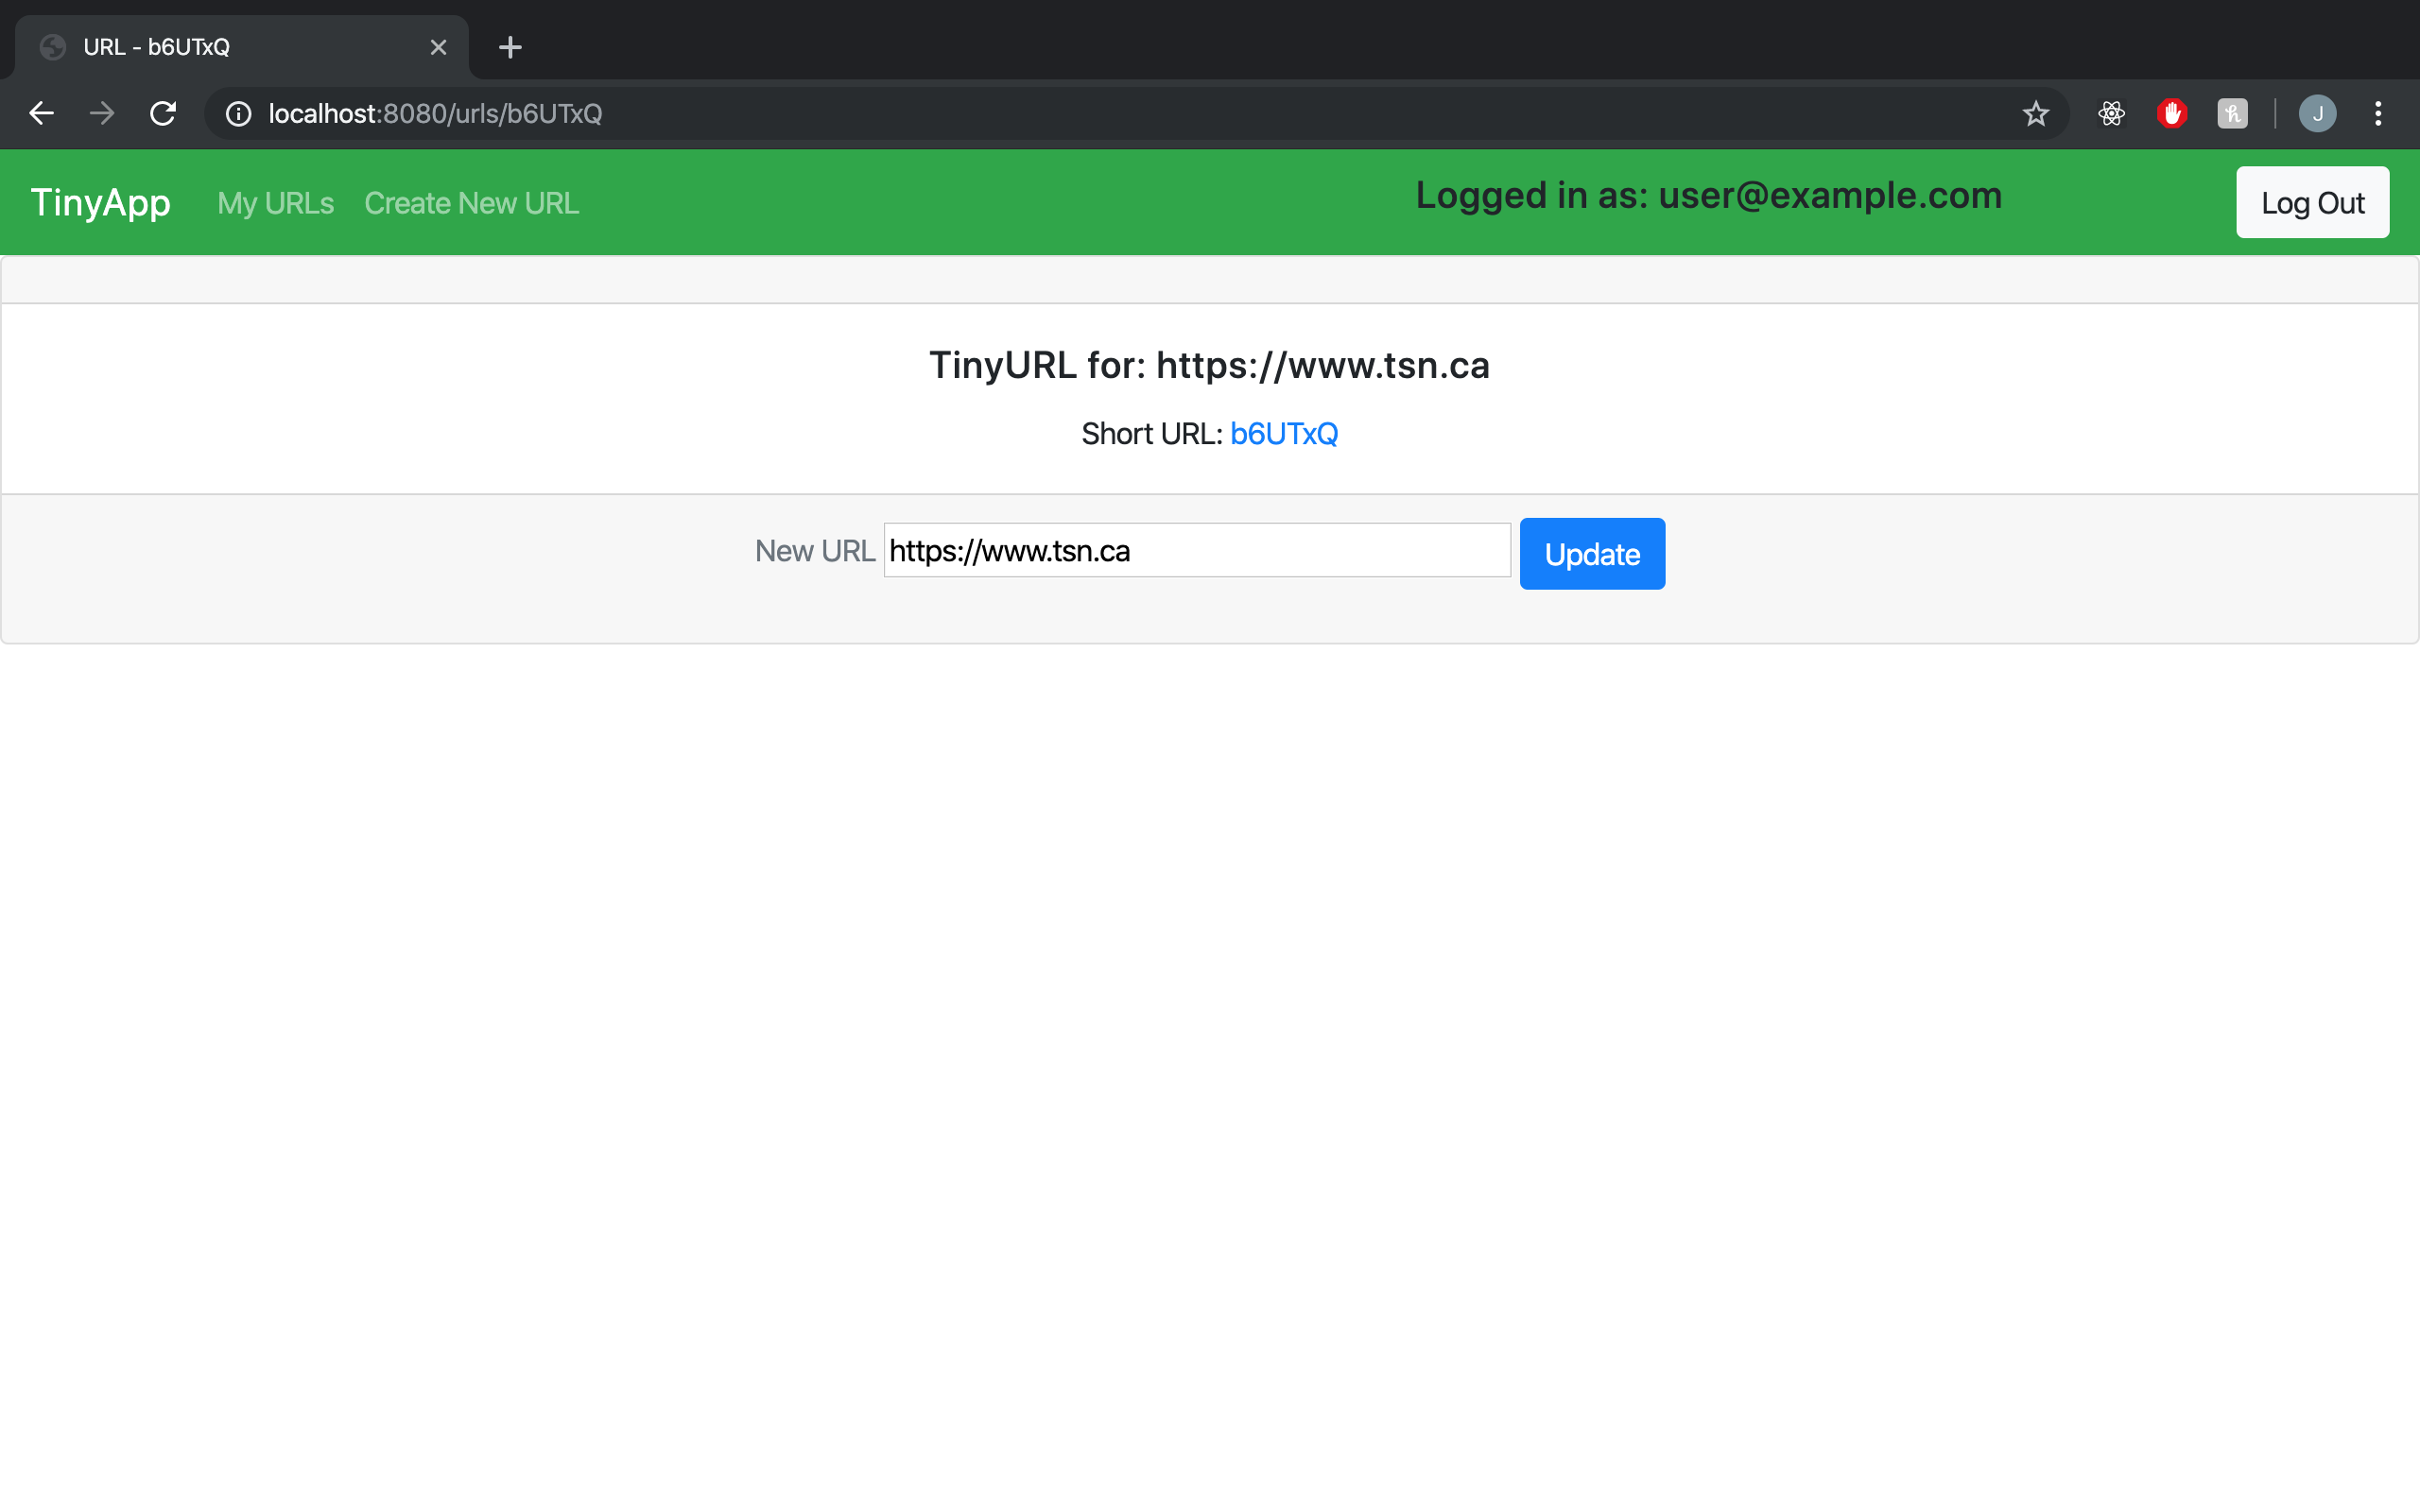 URL - b6UTxQ
localhost:8080/urls/b6UTxQ
J
TinyApp My URLs Create New URL Logged in as: user@example.com Log Out
TinyURL for: https://www.tsn.ca
Short URL: b6UTxQ
New URL https://www.tsn.ca Update